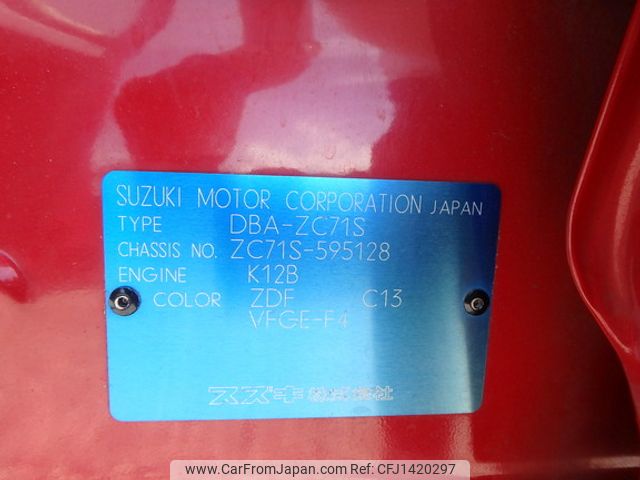 SUZUKI MOTOR CORPORATION JAPAN
TYPE DBA-ZC71S
CHASSIS NO. ZC71S-595128
ENGINE K12B
COLOR ZDF C13
VFGE-F4
スズキ株式会社
www.CarFromJapan.com CFJ1420297